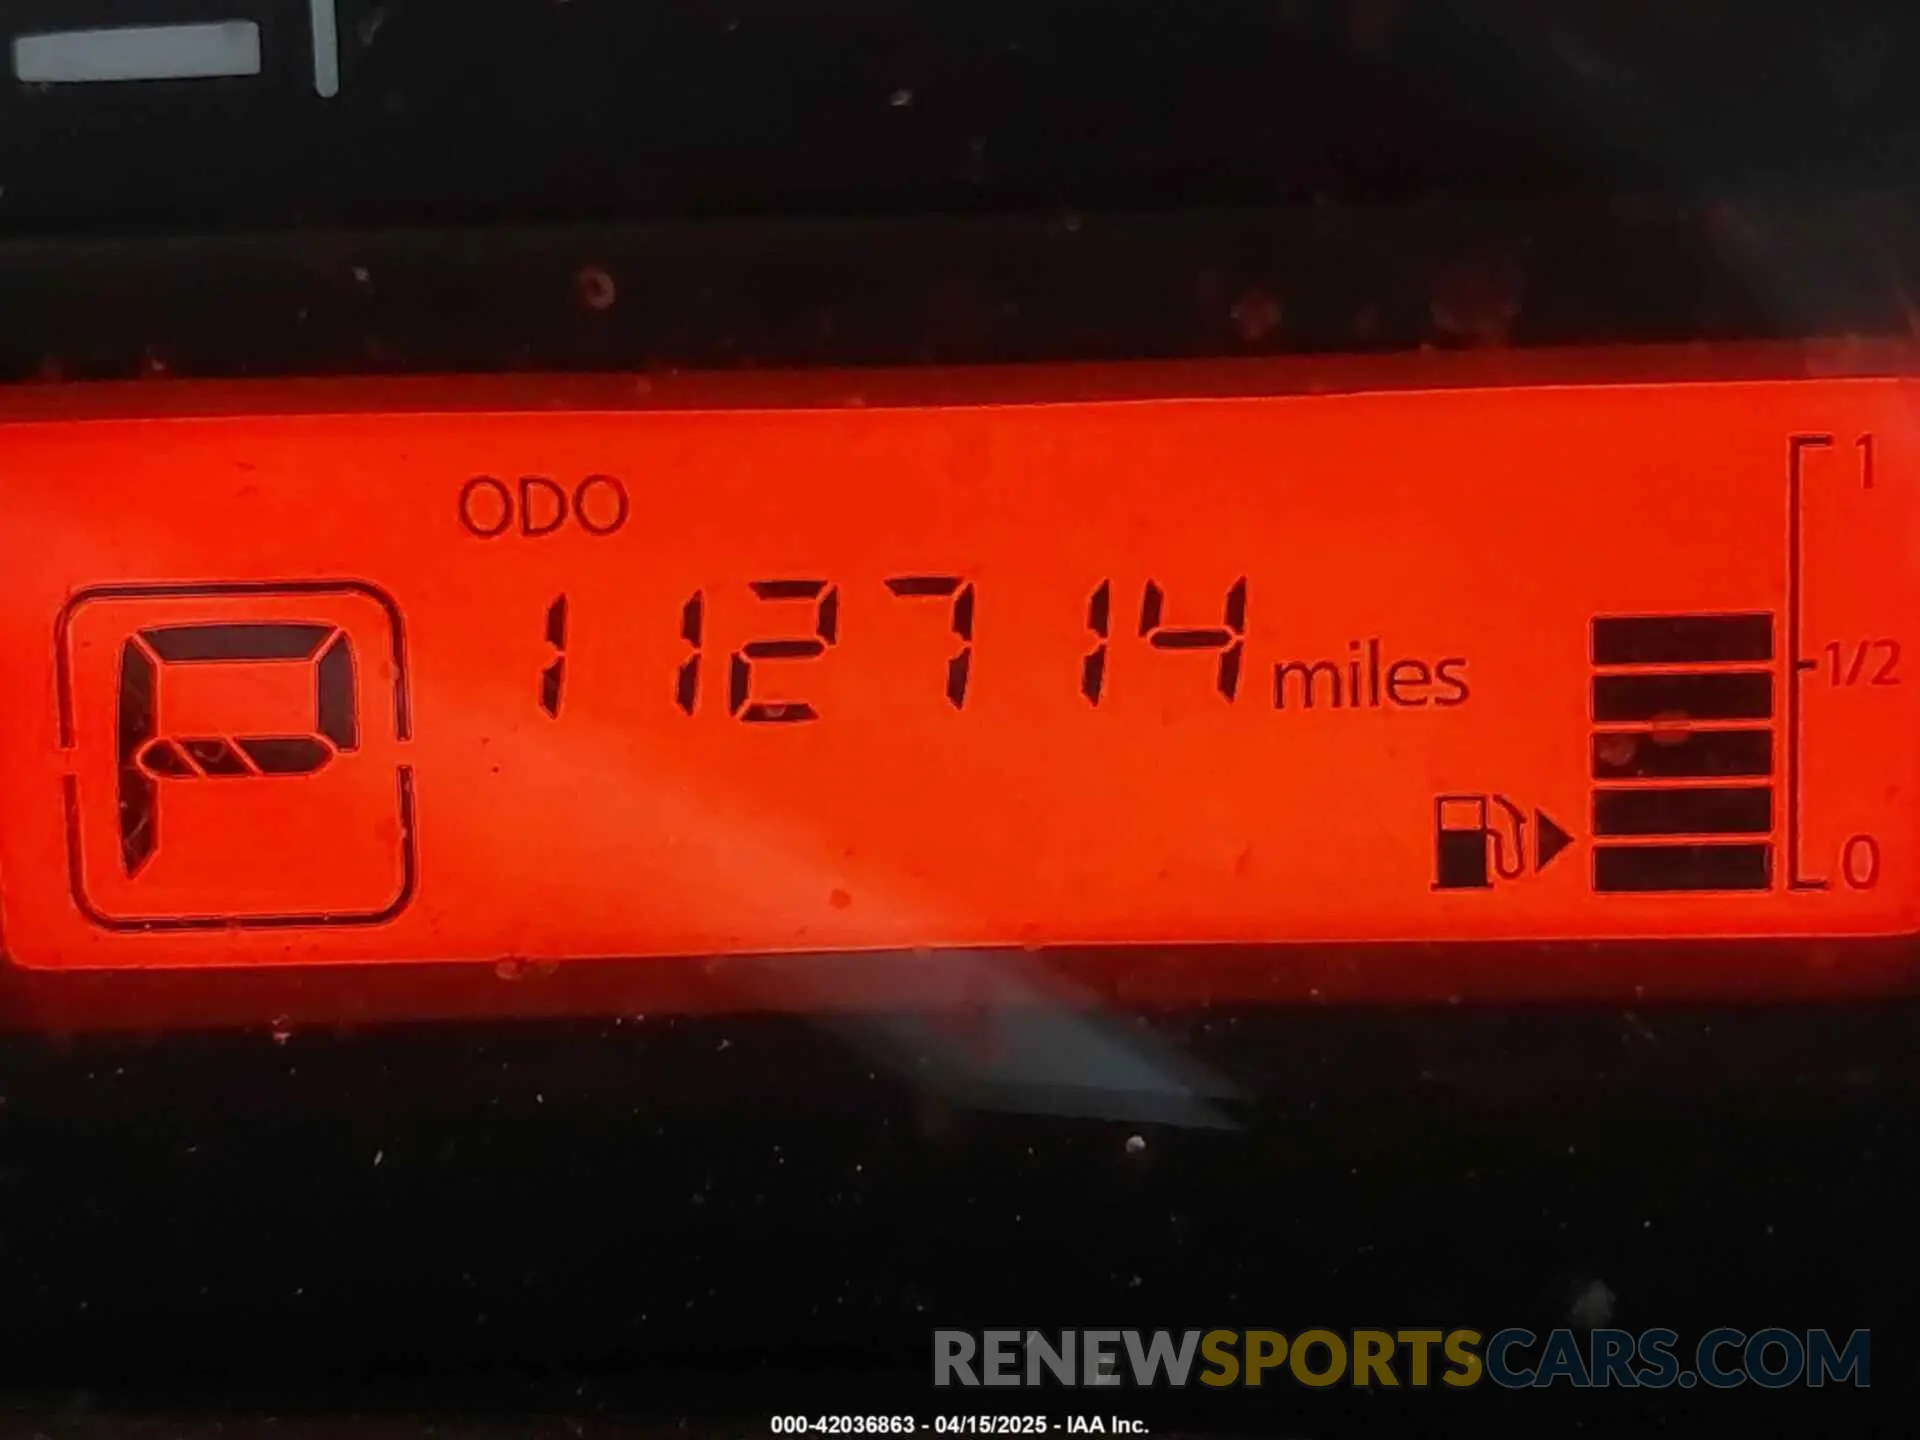 ODO
1
P
112714 miles
1/2
0
RENEWSPORTSCARS.COM
000-42036863 - 04/15/2025 - IAA Inc.